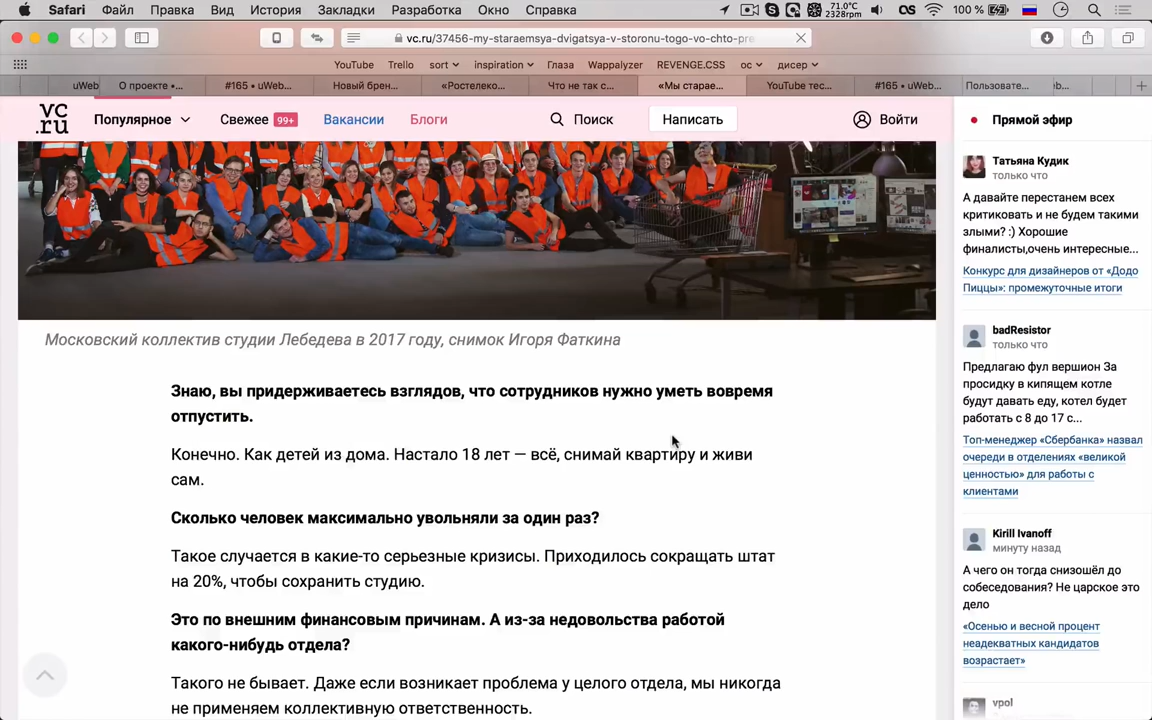 Safari Файл Правка Вид История Закладки Разработка Окно Справка 71.0°C 2328rpm 100 %
vc.ru/37456-my-staraemsya-dvigatsya-v-storonu-togo-vo-chto-pre
YouTube Trello sort inspiration Глаза Wappalyzer REVENGE.CSS ос дисер
uWeb О проекте •... #165 • uWeb... Новый брен... «Ростелеко... Что не так с... «Мы старае... YouTube тес... #165 • uWeb... Пользовате...
vc.ru Популярное Свежее 99+ Вакансии Блоги Поиск Написать Войти
Московский коллектив студии Лебедева в 2017 году, снимок Игоря Фаткина
Знаю, вы придерживаетесь взглядов, что сотрудников нужно уметь вовремя
отпустить.
Конечно. Как детей из дома. Настало 18 лет — всё, снимай квартиру и живи
сам.
Сколько человек максимально увольняли за один раз?
Такое случается в какие-то серьезные кризисы. Приходилось сокращать штат
на 20%, чтобы сохранить студию.
Это по внешним финансовым причинам. А из-за недовольства работой
какого-нибудь отдела?
Такого не бывает. Даже если возникает проблема у целого отдела, мы никогда
не применяем коллективную ответственность.
Прямой эфир
Татьяна Кудик
только что
А давайте перестанем всех
критиковать и не будем такими
злыми? :) Хорошие
финалисты,очень интересные...
Конкурс для дизайнеров от «Додо
Пиццы»: промежуточные итоги
badResistor
только что
Предлагаю фул вершион За
просидку в кипящем котле
будут давать еду, котел будет
работать с 8 до 17 с...
Топ-менеджер «Сбербанка» назвал
очереди в отделениях «великой
ценностью» для работы с
клиентами
Kirill Ivanoff
минуту назад
А чего он тогда снизошёл до
собеседования? Не царское это
дело
«Осенью и весной процент
неадекватных кандидатов
возрастает»
vpol